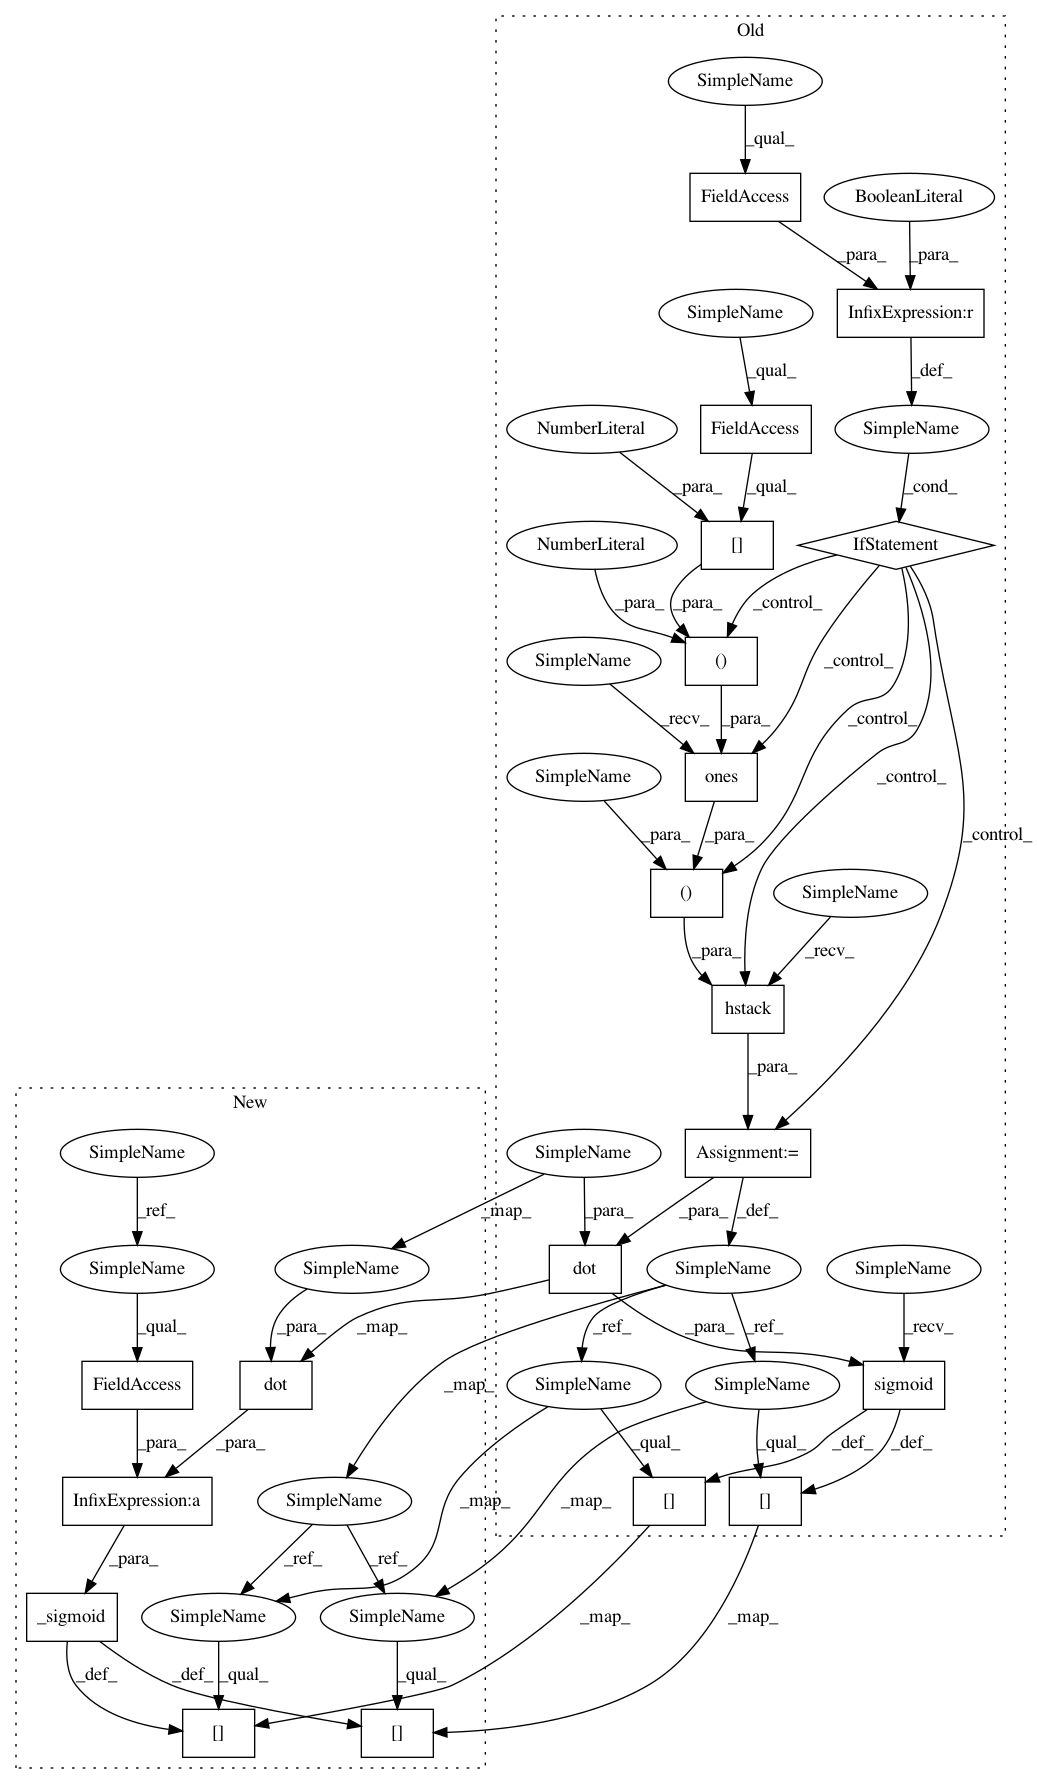 Old
SimpleName
_qual_
FieldAccess
BooleanLiteral
_para_
_para_
SimpleName
InfixExpression:r
_qual_
_def_
NumberLiteral
FieldAccess
SimpleName
_para_
_qual_
_cond_
NumberLiteral
[]
IfStatement
_para_
_para_
_control_
SimpleName
()
_control_
_recv_
_para_
_control_
SimpleName
ones
_control_
_para_
_para_
_control_
()
SimpleName
_para_
_recv_
hstack
_para_
New
SimpleName
SimpleName
Assignment:=
_ref_
_map_
_para_
_para_
_def_
SimpleName
SimpleName
dot
SimpleName
SimpleName
_qual_
_para_
_map_
_ref_
_para_
_ref_
_recv_
FieldAccess
dot
_map_
SimpleName
SimpleName
sigmoid
_para_
_para_
_qual_
_qual_
_def_
_def_
InfixExpression:a
SimpleName
_map_
_map_
[]
[]
_para_
_ref_
_ref_
_sigmoid
SimpleName
SimpleName
_map_
_map_
_def_
_def_
_qual_
_qual_
[]
[]